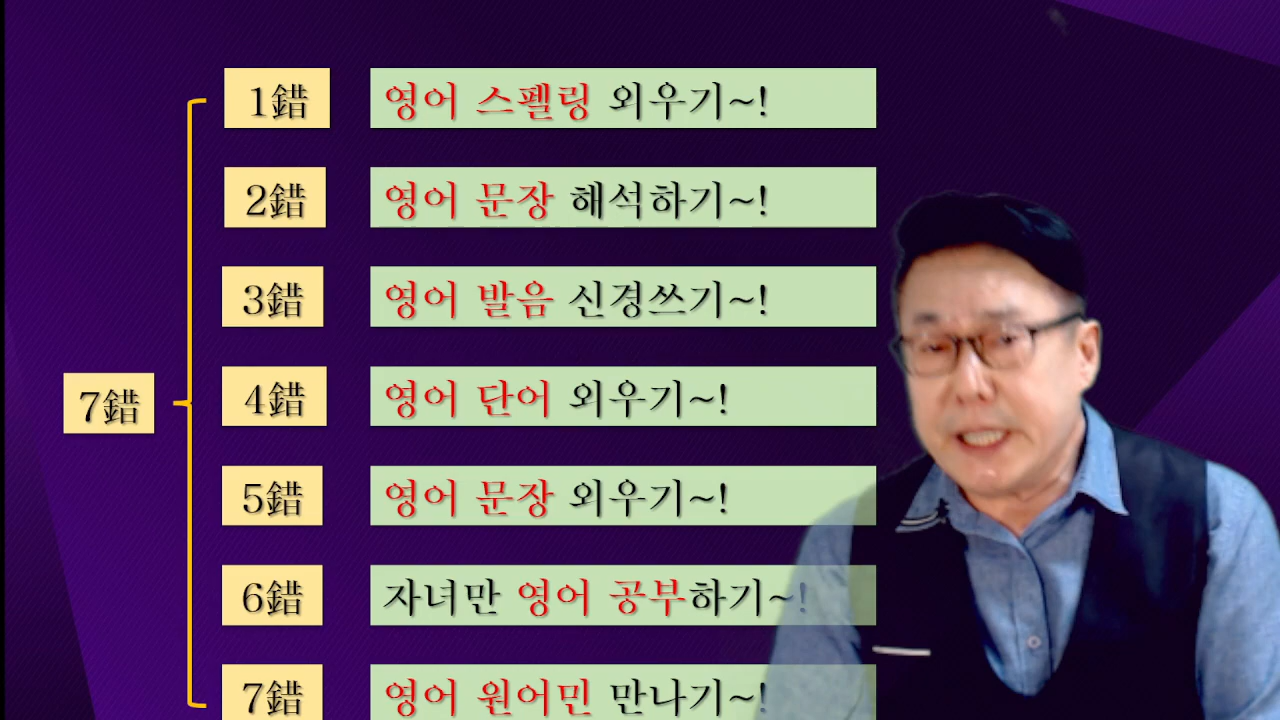 1錯 영어 스펠링 외우기~!
2錯 영어 문장 해석하기~!
3錯 영어 발음 신경쓰기~!
7錯
4錯 영어 단어 외우기~!
5錯 영어 문장 외우기~!
6錯 자녀만 영어 공부하기~!
7錯 영어 원어민 만나기~!